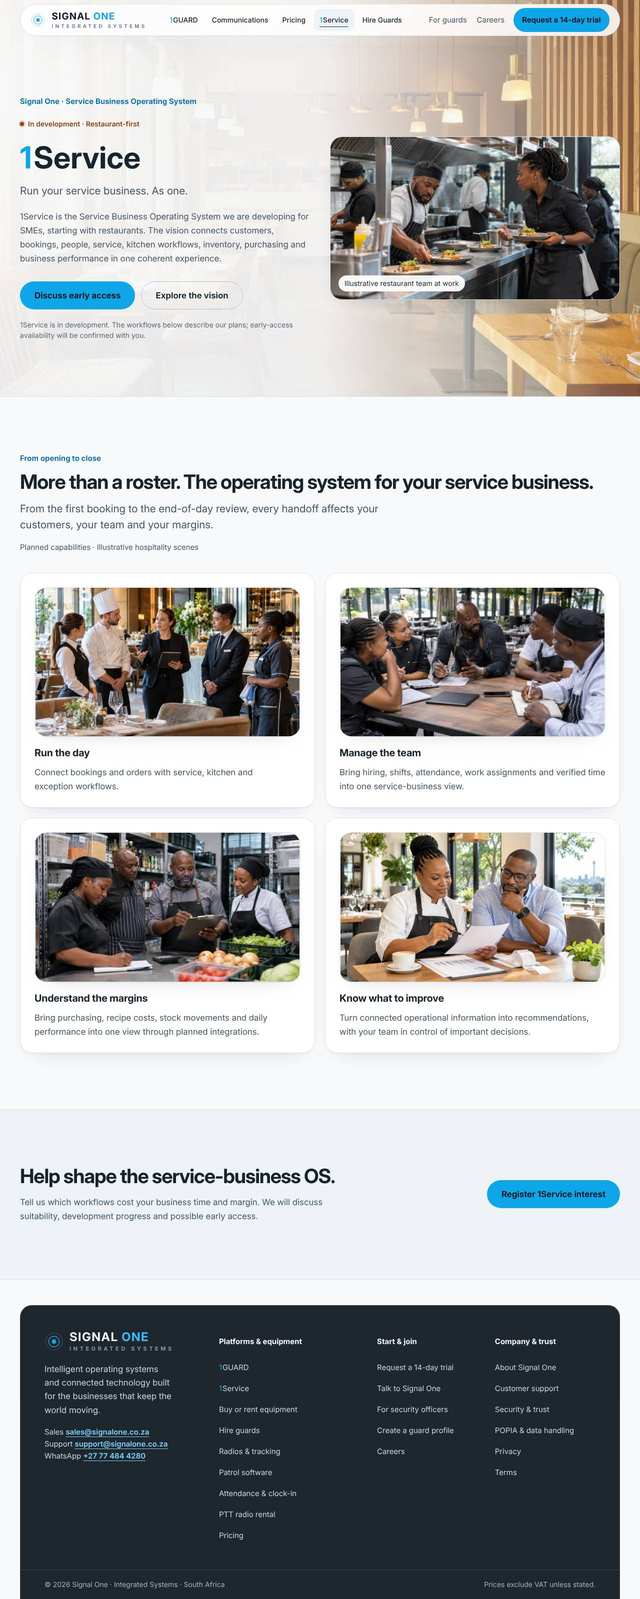 SIGNAL ONE
INTEGRATED SYSTEMS
1GUARD
Communications
Pricing
1Service
Hire Guards
For guards
Careers
Request a 14-day trial
Signal One · Service Business Operating System
In development · Restaurant-first
1Service
Run your service business. As one.
1Service is the Service Business Operating System we are developing for
SMEs, starting with restaurants. The vision connects customers,
bookings, people, service, kitchen workflows, inventory, purchasing and
business performance in one coherent experience.
Discuss early access
Explore the vision
1Service is in development. The workflows below describe our plans; early-access
availability will be confirmed with you.
Illustrative restaurant team at work
From opening to close
More than a roster. The operating system for your service business.
From the first booking to the end-of-day review, every handoff affects your
customers, your team and your margins.
Planned capabilities · Illustrative hospitality scenes
Run the day
Connect bookings and orders with service, kitchen and
exception workflows.
Manage the team
Bring hiring, shifts, attendance, work assignments and verified time
into one service-business view.
Understand the margins
Bring purchasing, recipe costs, stock movements and daily
performance into one view through planned integrations.
Know what to improve
Turn connected operational information into recommendations,
with your team in control of important decisions.
Help shape the service-business OS.
Tell us which workflows cost your business time and margin. We will discuss
suitability, development progress and possible early access.
Register 1Service interest
SIGNAL ONE
INTEGRATED SYSTEMS
Intelligent operating systems
and connected technology built
for the businesses that keep the
world moving.
Sales sales@signalone.co.za
Support support@signalone.co.za
WhatsApp +27 77 484 4280
Platforms & equipment
1GUARD
1Service
Buy or rent equipment
Hire guards
Radios & tracking
Patrol software
Attendance & clock-in
PTT radio rental
Pricing
Start & join
Request a 14-day trial
Talk to Signal One
For security officers
Create a guard profile
Careers
Company & trust
About Signal One
Customer support
Security & trust
POPIA & data handling
Privacy
Terms
© 2026 Signal One · Integrated Systems · South Africa
Prices exclude VAT unless stated.